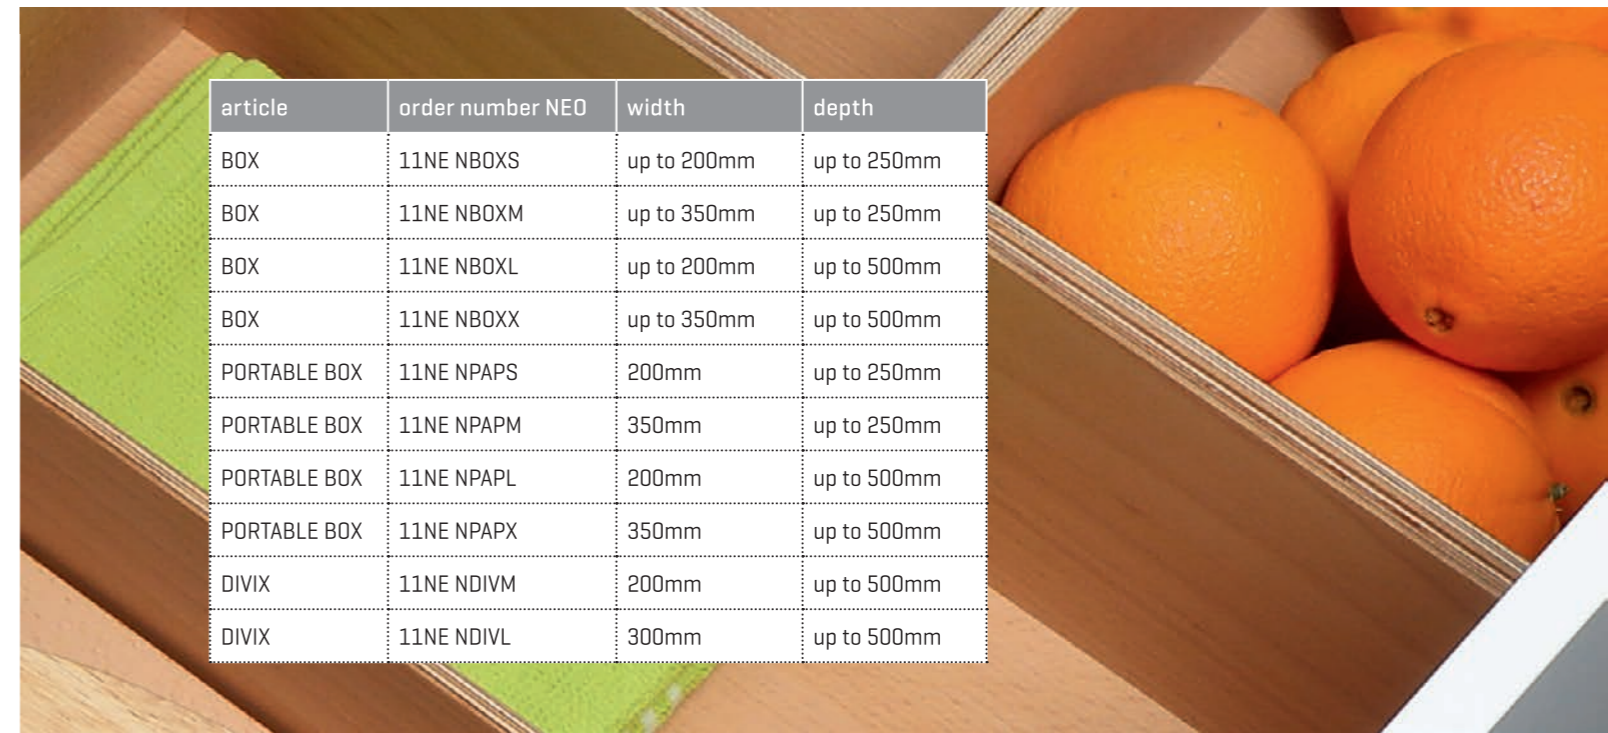 article order number NEO width depth
BOX 11NE NBOXS up to 200mm up to 250mm
BOX 11NE NBOXM up to 350mm up to 250mm
BOX 11NE NBOXL up to 200mm up to 500mm
BOX 11NE NBOXX up to 350mm up to 500mm
PORTABLE BOX 11NE NPAPS 200mm up to 250mm
PORTABLE BOX 11NE NPAPM 350mm up to 250mm
PORTABLE BOX 11NE NPAPL 200mm up to 500mm
PORTABLE BOX 11NE NPAPX 350mm up to 500mm
DIVIX 11NE NDIVM 200mm up to 500mm
DIVIX 11NE NDIVL 300mm up to 500mm